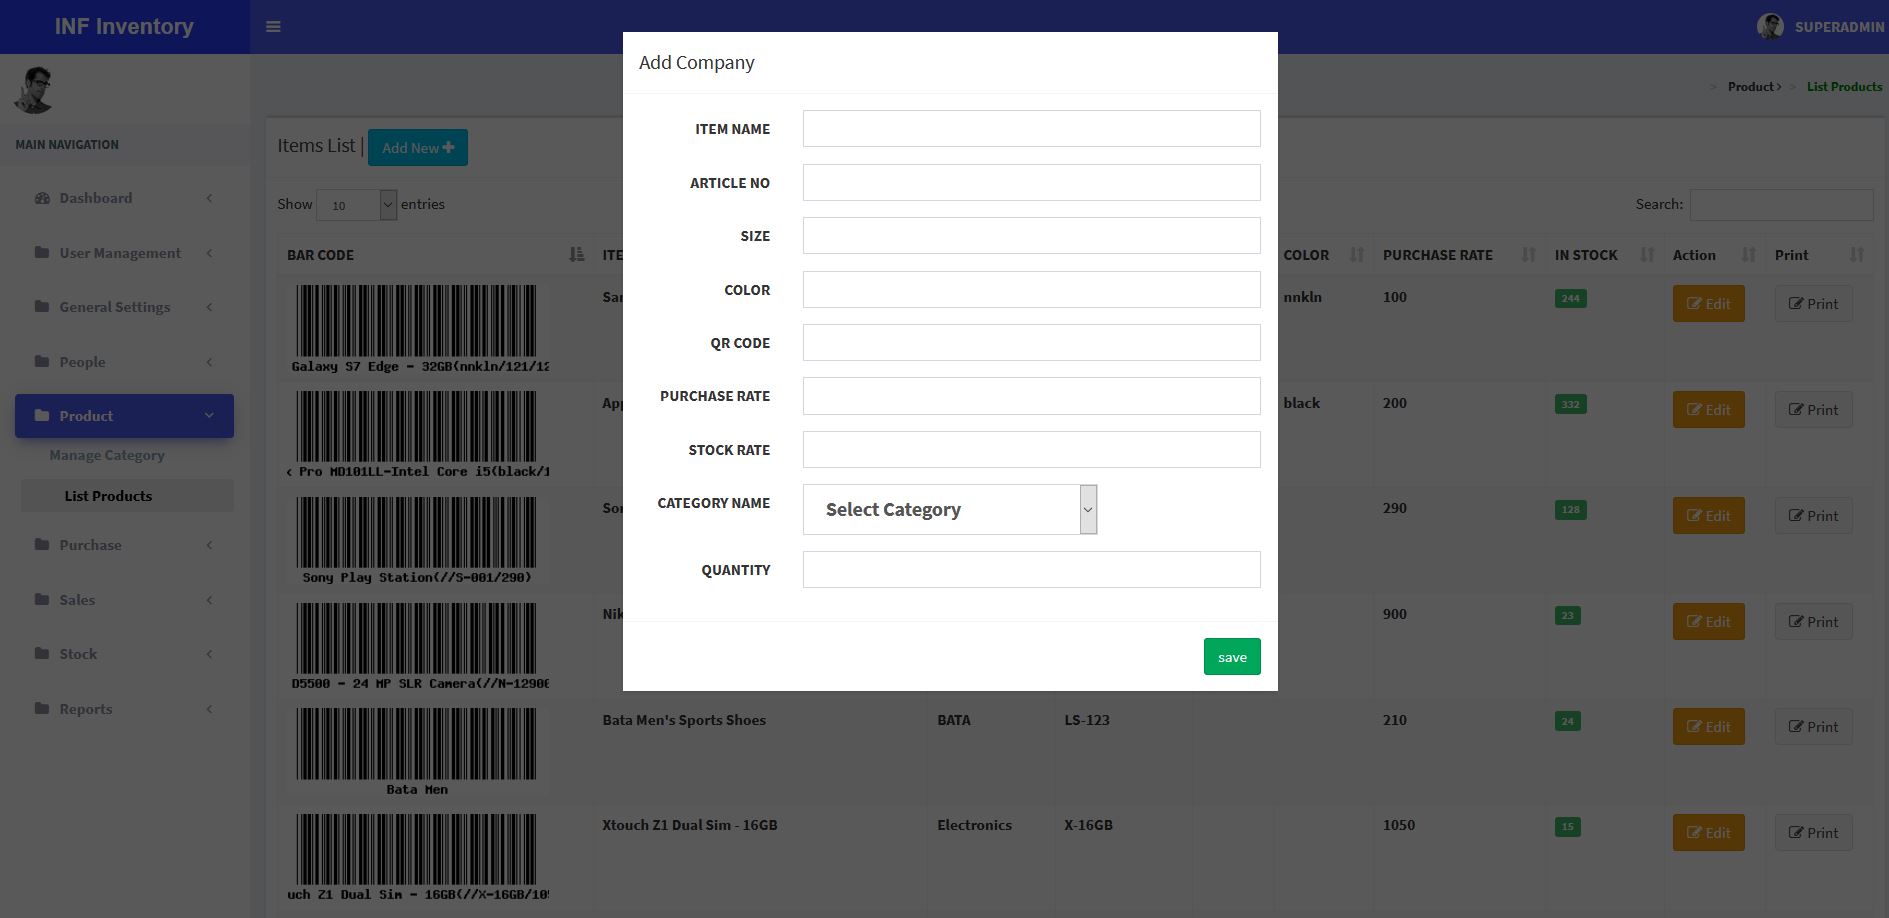 INF Inventory
SUPERADMIN
> Product > > List Products
MAIN NAVIGATION
Dashboard
User Management
General Settings
People
Product
Manage Category
List Products
Purchase
Sales
Stock
Reports
Items List | Add New
Show 10 entries
Search:
BAR CODE ITE COLOR PURCHASE RATE IN STOCK Action Print
Galaxy S7 Edge - 32GB(nnkln/121/12 Sar nnkln 100 244 Edit Print
< Pro MD101LL-Intel Core i5(black/1 App black 200 332 Edit Print
Sony Play Station(//S-001/290) Sor 290 128 Edit Print
D5500 - 24 MP SLR Camera(//N-12900 Nik 900 23 Edit Print
Bata Men Bata Men's Sports Shoes BATA LS-123 210 24 Edit Print
uch Z1 Dual Sim - 16GB(//X-16GB/105 Xtouch Z1 Dual Sim - 16GB Electronics X-16GB 1050 15 Edit Print
Add Company
ITEM NAME
ARTICLE NO
SIZE
COLOR
QR CODE
PURCHASE RATE
STOCK RATE
CATEGORY NAME Select Category
QUANTITY
save